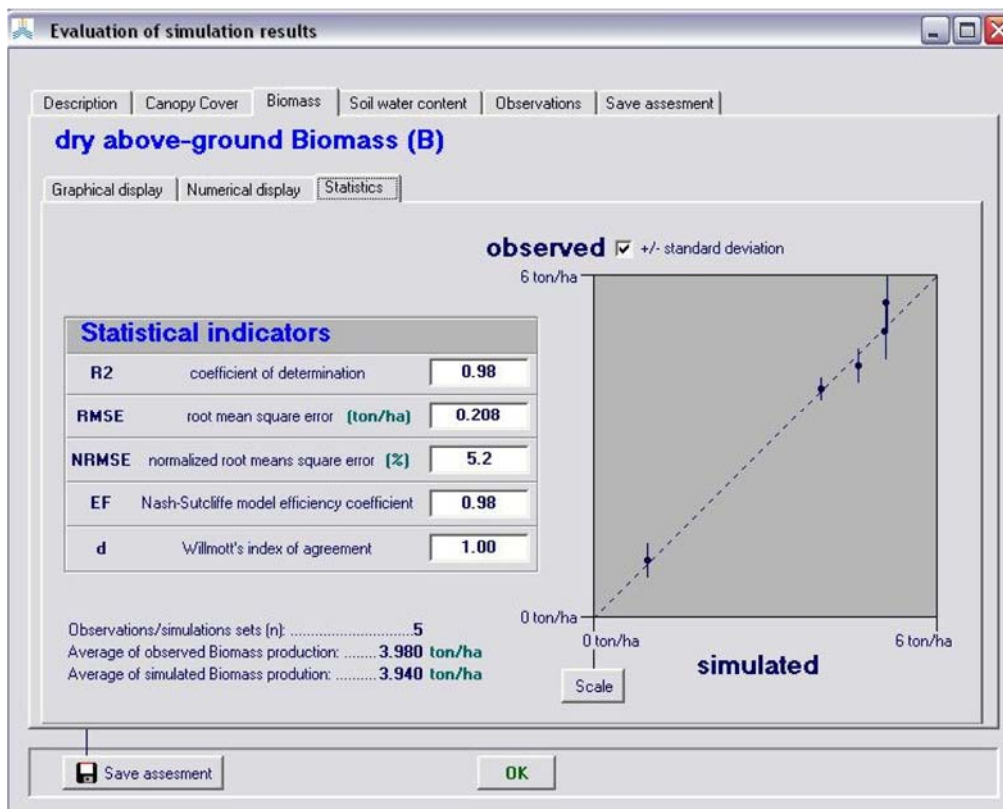 Evaluation of simulation results
Description Canopy Cover Biomass Soil water content Observations Save assesment
dry above-ground Biomass (B)
Graphical display Numerical display Statistics
observed +/- standard deviation
6 ton/ha
Statistical indicators
R2 coefficient of determination 0.98
RMSE root mean square error (ton/ha) 0.208
NRMSE normalized root means square error (%) 5.2
EF Nash-Sutcliffe model efficiency coefficient 0.98
d Willmott's index of agreement 1.00
0 ton/ha
0 ton/ha 6 ton/ha
simulated
Scale
Observations/simulations sets (n): ............................5
Average of observed Biomass production: ........ 3.980 ton/ha
Average of simulated Biomass prodution: .......... 3.940 ton/ha
Save assesment OK